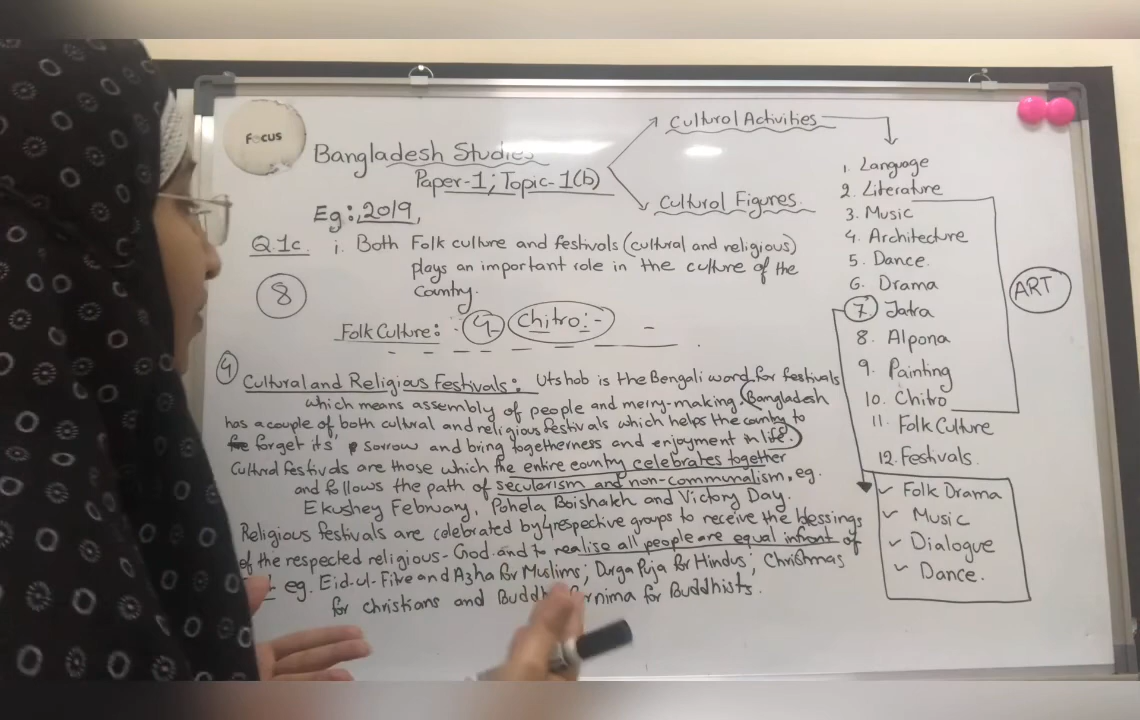 Focus
Bangladesh Studies
Paper-1; Topic-1(b)
Cultural Activities
Cultural Figures.
Eg:, 2019,
Q.1c. i. Both Folk culture and festivals (cultural and religious)
plays an important role in the culture of the
Country.
8
Folk Culture: - 4 Chitro:-
4
Cultural and Religious Festivals: Utshob is the Bengali word for festivals
which means assembly of people and merry-making. Bangladesh
has a couple of both cultural and religious festivals which helps the country to
forget its' sorrow and bring togetherness and enjoyment in life.
Cultural festivals are those which the entire country celebrates together
and follows the path of secularism and non-communalism, eg.
Ekushey February, Pohela Boishakh and Victory Day.
Religious festivals are celebrated by 4 respective groups to receive the blessings
of the respected religious-God and to realise all people are equal infront of
eg. Eid-ul-Fitre and Azha for Muslims; Durga Puja for Hindus; Christmas
for christians and for Buddhists.
1. Language
2. Literature
3. Music
4. Architecture
5. Dance.
6. Drama
7. Jatra
8. Alpona
9. Painting
10. Chitro
11. Folk Culture
12. Festivals.
ART
Folk Drama
Music
Dialogue
Dance.